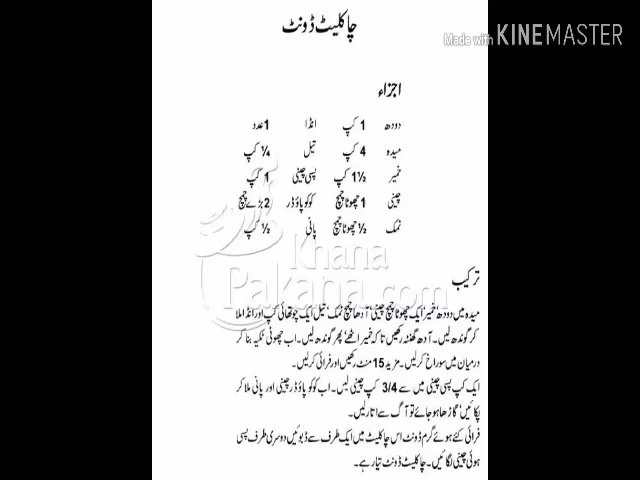 چاکلیٹ ڈونٹ
Made with KINEMASTER
اجزاء
دودھ 1 کپ انڈا 1 عدد
میدہ 4 کپ تیل ¼ کپ
خمیر 1½ کپ پسی چینی 1 کپ
چینی 1 چھوٹا چمچ کوکو پاؤڈر 2 بڑے چمچ
نمک ½ چھوٹا چمچ پانی ½ کپ
Khana
Pakana.com
ترکیب
میدہ میں دودھ، خمیر، ایک چھوٹا چمچ چینی، آدھا چمچ نمک، تیل ایک چوتھائی کپ اور انڈا ملا
کر گوندھ لیں۔ آدھ گھنٹہ رکھیں تاکہ خمیر اٹھے، پھر گوندھ لیں۔ اب چھوٹی ٹکیہ بنا کر
درمیان میں سوراخ کر لیں۔ مزید 15 منٹ رکھیں اور فرائی کر لیں۔
ایک کپ پسی چینی میں سے 3/4 کپ چینی لیں۔ اب کوکو پاؤڈر چینی اور پانی ملا کر
پکائیں، گاڑھا ہو جائے تو آگ سے اتار لیں۔
فرائی کئے ہوئے گرم ڈونٹ اس چاکلیٹ میں ایک طرف سے ڈبوئیں دوسری طرف پسی
ہوئی چینی لگائیں۔ چاکلیٹ ڈونٹ تیار ہے۔